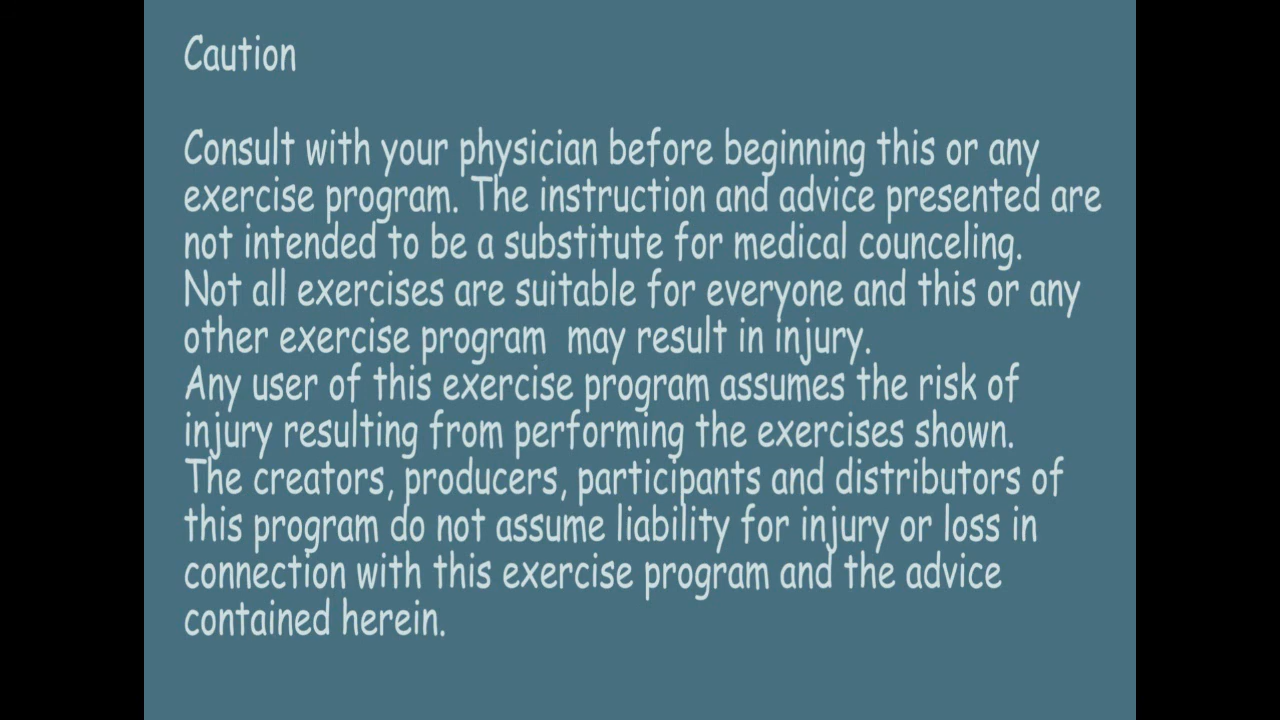 Caution
Consult with your physician before beginning this or any
exercise program. The instruction and advice presented are
not intended to be a substitute for medical counceling.
Not all exercises are suitable for everyone and this or any
other exercise program  may result in injury.
Any user of this exercise program assumes the risk of
injury resulting from performing the exercises shown.
The creators, producers, participants and distributors of
this program do not assume liability for injury or loss in
connection with this exercise program and the advice
contained herein.